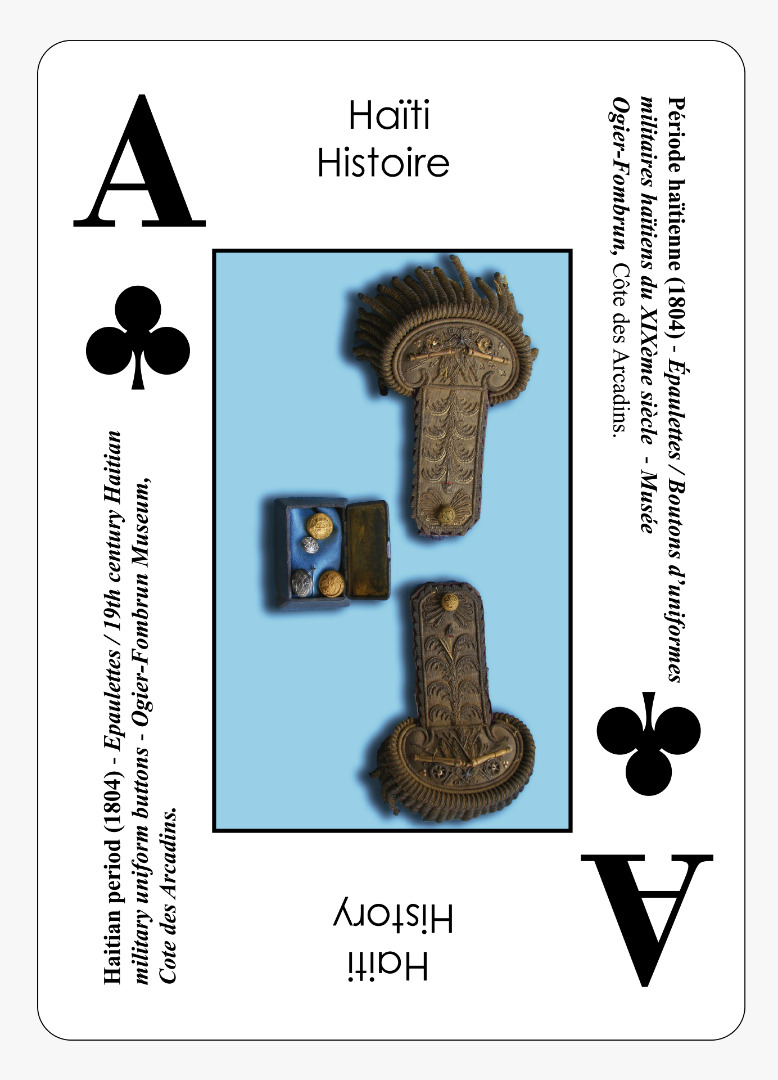 A
Haïti
Histoire
Période haïtienne (1804) - Épaulettes / Boutons d'uniformes
militaires haïtiens du XIXème siècle - Musée
Ogier-Fombrun, Côte des Arcadins.
Haitian period (1804) - Epaulettes / 19th century Haitian
military uniform buttons - Ogier-Fombrun Museum,
Cote des Arcadins.
Haiti
History
A